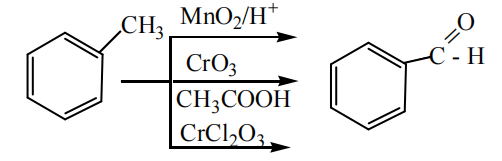 CH₃
MnO₂/H⁺
CrO₃
CH₃COOH
CrCl₂O₃
O
C - H